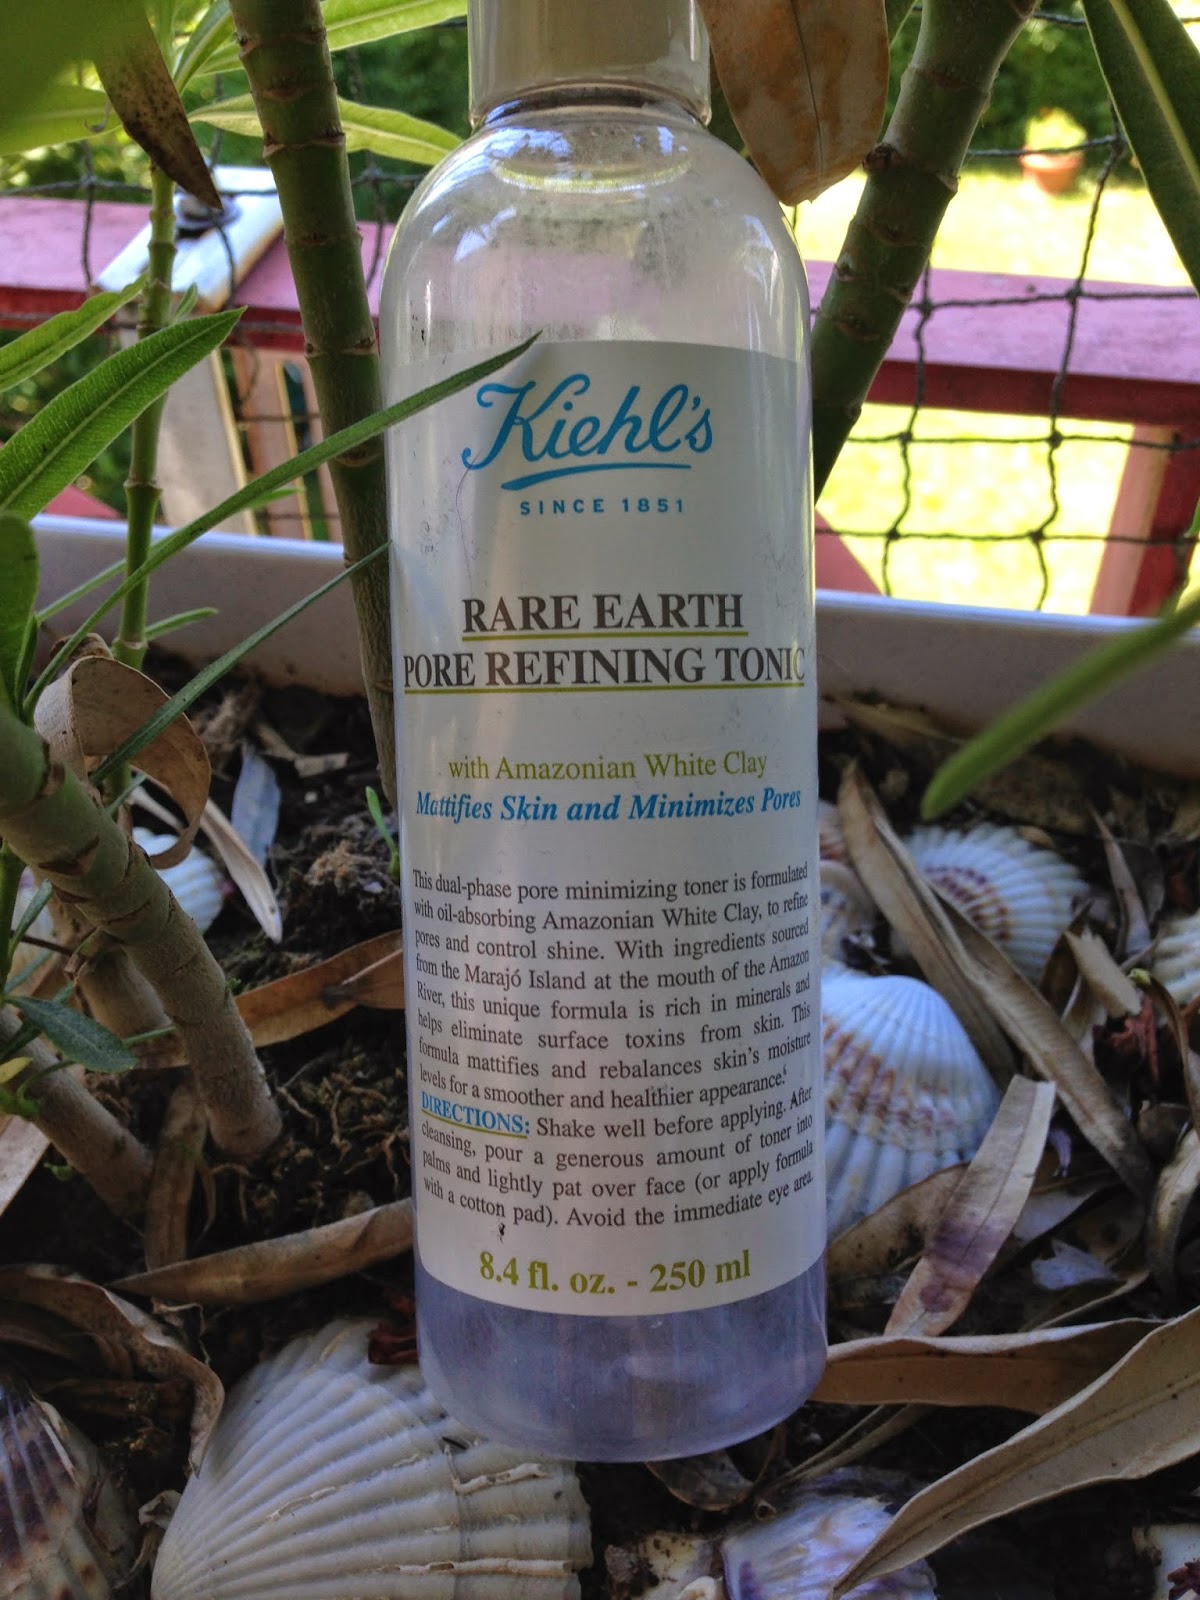 Kiehl's
SINCE 1851
RARE EARTH
PORE REFINING TONIC
with Amazonian White Clay
Mattifies Skin and Minimizes Pores
This dual-phase pore minimizing toner is formulated
with oil-absorbing Amazonian White Clay, to refine
pores and control shine. With ingredients sourced
from the Marajó Island at the mouth of the Amazon
River, this unique formula is rich in minerals and
helps eliminate surface toxins from skin. This
formula mattifies and rebalances skin's moisture
levels for a smoother and healthier appearance.
DIRECTIONS: Shake well before applying. After
cleansing, pour a generous amount of toner into
palms and lightly pat over face (or apply formula
with a cotton pad). Avoid the immediate eye area.
8.4 fl. oz. - 250 ml